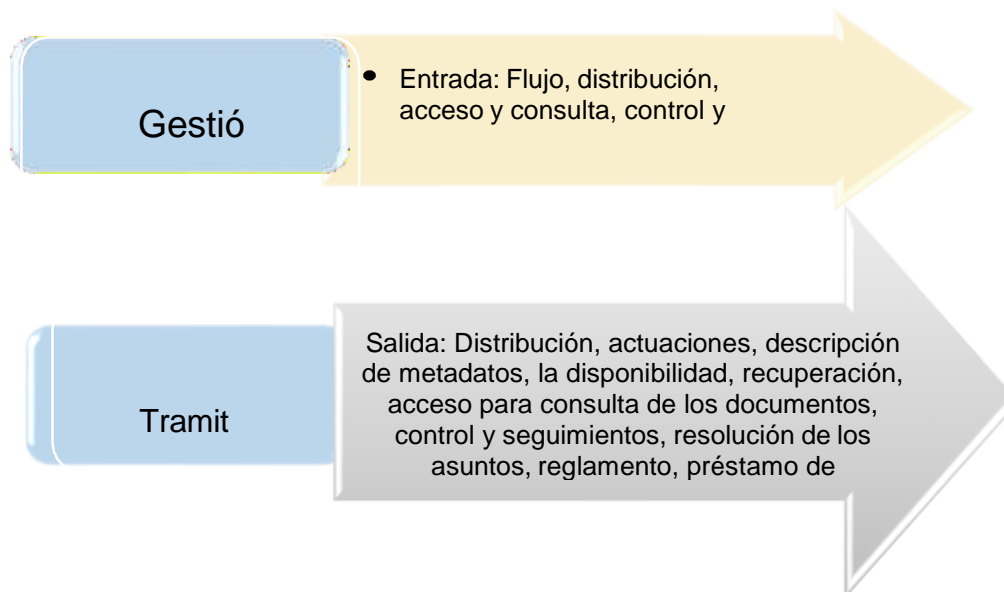 Gestió
• Entrada: Flujo, distribución,
acceso y consulta, control y
Tramit
Salida: Distribución, actuaciones, descripción
de metadatos, la disponibilidad, recuperación,
acceso para consulta de los documentos,
control y seguimientos, resolución de los
asuntos, reglamento, préstamo de